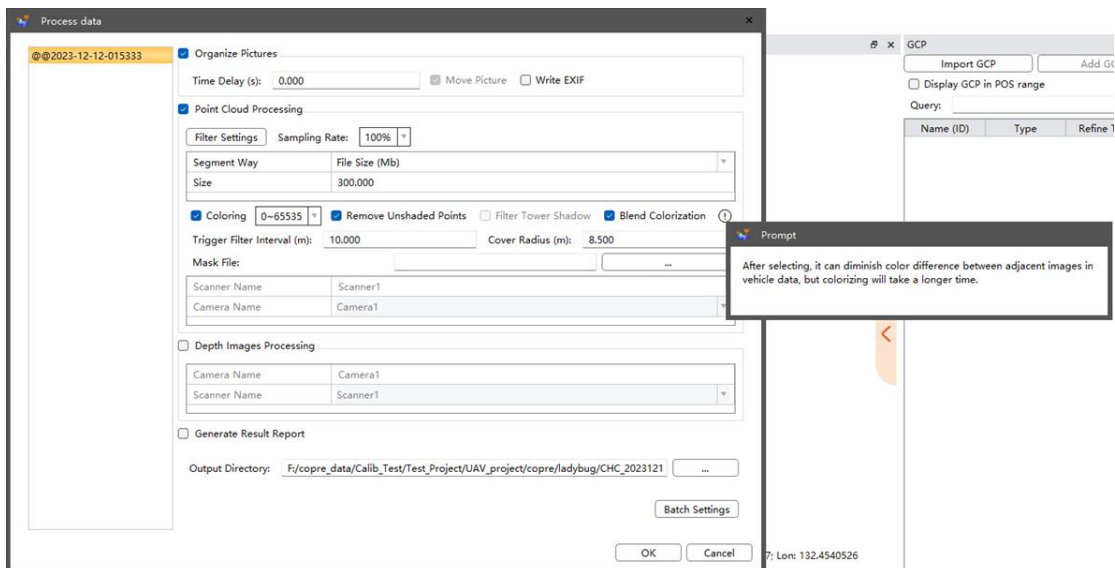 Process data
@@2023-12-12-015333
Organize Pictures
Time Delay (s): 0.000 Move Picture Write EXIF
Point Cloud Processing
Filter Settings Sampling Rate: 100%
Segment Way File Size (Mb)
Size 300.000
Coloring 0~65535 Remove Unshaded Points Filter Tower Shadow Blend Colorization
Trigger Filter Interval (m): 10.000 Cover Radius (m): 8.500
Mask File: ...
Scanner Name Scanner1
Camera Name Camera1
Depth Images Processing
Camera Name Camera1
Scanner Name Scanner1
Generate Result Report
Output Directory: F:/copre_data/Calib_Test/Test_Project/UAV_project/copre/ladybug/CHC_2023121 ...
Batch Settings
OK Cancel
7; Lon: 132.4540526
GCP
Import GCP Add GC
Display GCP in POS range
Query:
Name (ID) Type Refine T
Prompt
After selecting, it can diminish color difference between adjacent images in
vehicle data, but colorizing will take a longer time.